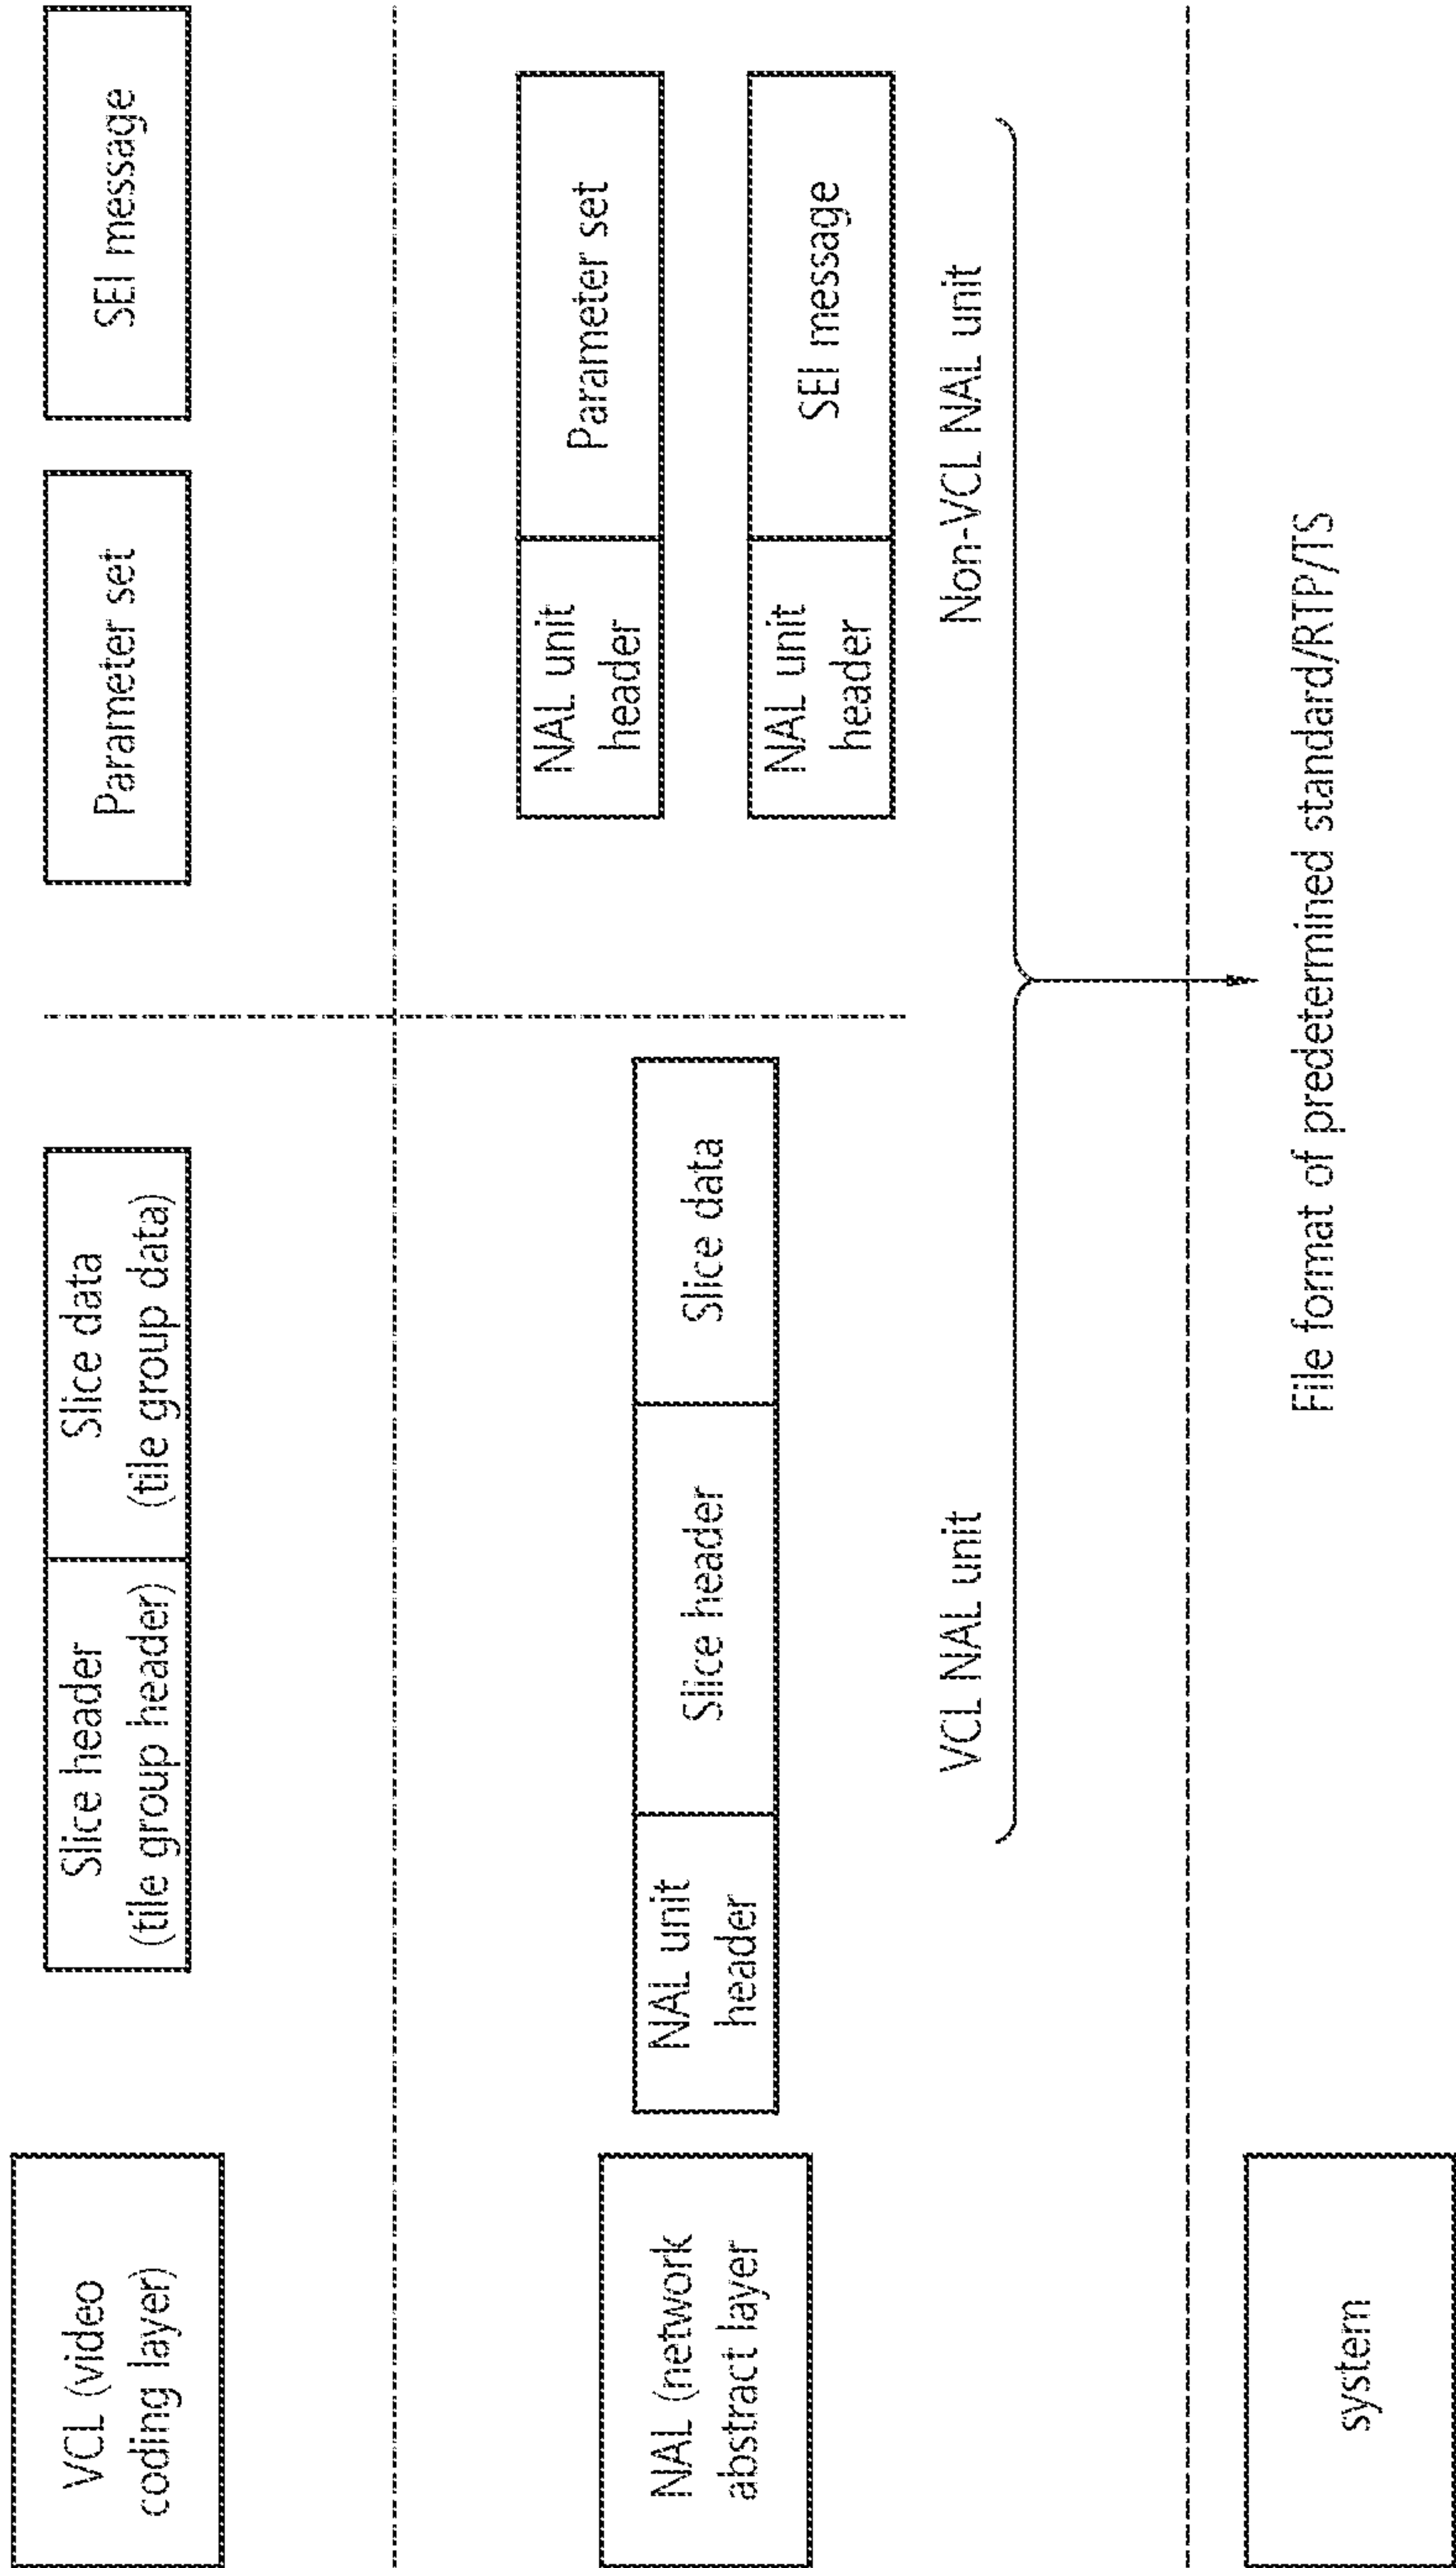 VCL (video
coding layer)
Slice header
(tile group header)
Slice data
(tile group data)
Parameter set
SEI message
NAL (network
abstract layer
NAL unit
header
Slice header
Slice data
NAL unit
header
Parameter set
NAL unit
header
SEI message
VCL NAL unit
Non-VCL NAL unit
system
File format of predetermined standard/RTP/TS